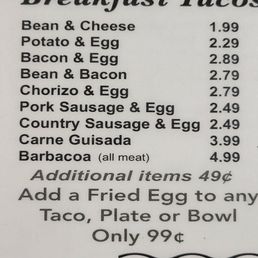 Breakfast Tacos
Bean & Cheese 1.99
Potato & Egg 2.29
Bacon & Egg 2.89
Bean & Bacon 2.79
Chorizo & Egg 2.79
Pork Sausage & Egg 2.49
Country Sausage & Egg 2.49
Carne Guisada 3.99
Barbacoa (all meat) 4.99
Additional items 49¢
Add a Fried Egg to any
Taco, Plate or Bowl
Only 99¢